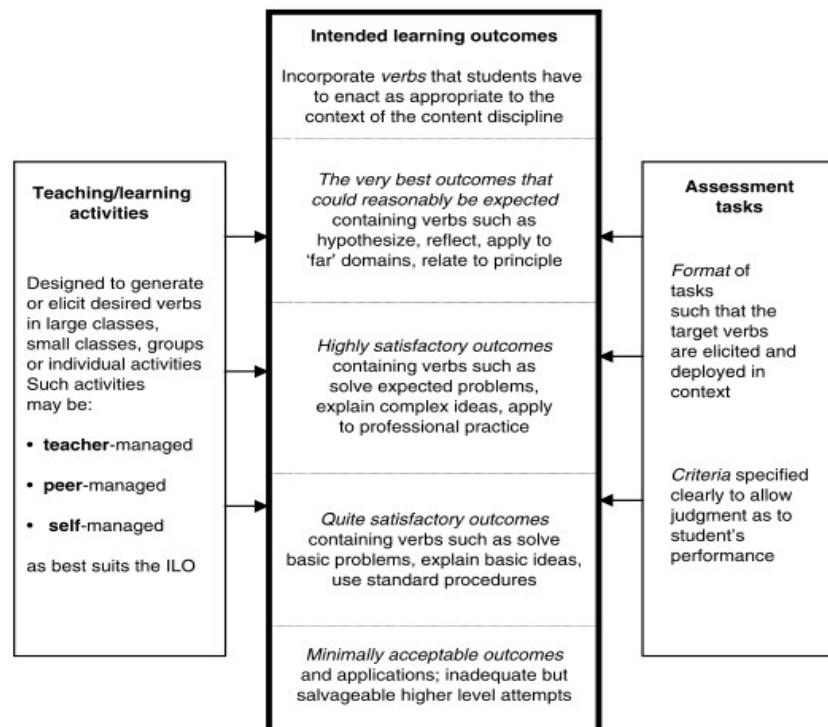 Teaching/learning
activities
Designed to generate
or elicit desired verbs
in large classes,
small classes, groups
or individual activities
Such activities
may be:
• teacher-managed
• peer-managed
• self-managed
as best suits the ILO
Intended learning outcomes
Incorporate verbs that students have
to enact as appropriate to the
context of the content discipline
The very best outcomes that
could reasonably be expected
containing verbs such as
hypothesize, reflect, apply to
‘far’ domains, relate to principle
Highly satisfactory outcomes
containing verbs such as
solve expected problems,
explain complex ideas, apply
to professional practice
Quite satisfactory outcomes
containing verbs such as solve
basic problems, explain basic ideas,
use standard procedures
Minimally acceptable outcomes
and applications; inadequate but
salvageable higher level attempts
Assessment
tasks
Format of
tasks
such that the
target verbs
are elicited and
deployed in
context
Criteria specified
clearly to allow
judgment as to
student’s
performance